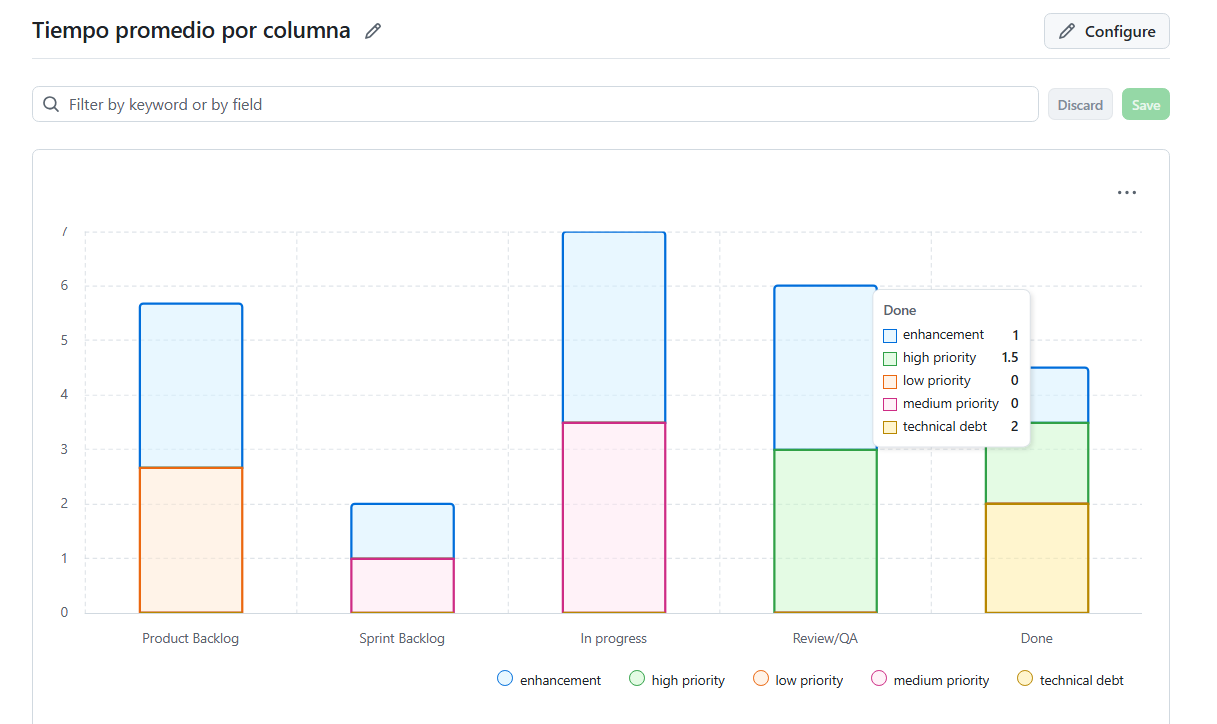 Tiempo promedio por columna
Configure
Filter by keyword or by field
Discard
Save
7
6
5
4
3
2
1
0
Done
enhancement 1
high priority 1.5
low priority 0
medium priority 0
technical debt 2
Product Backlog
Sprint Backlog
In progress
Review/QA
Done
enhancement
high priority
low priority
medium priority
technical debt